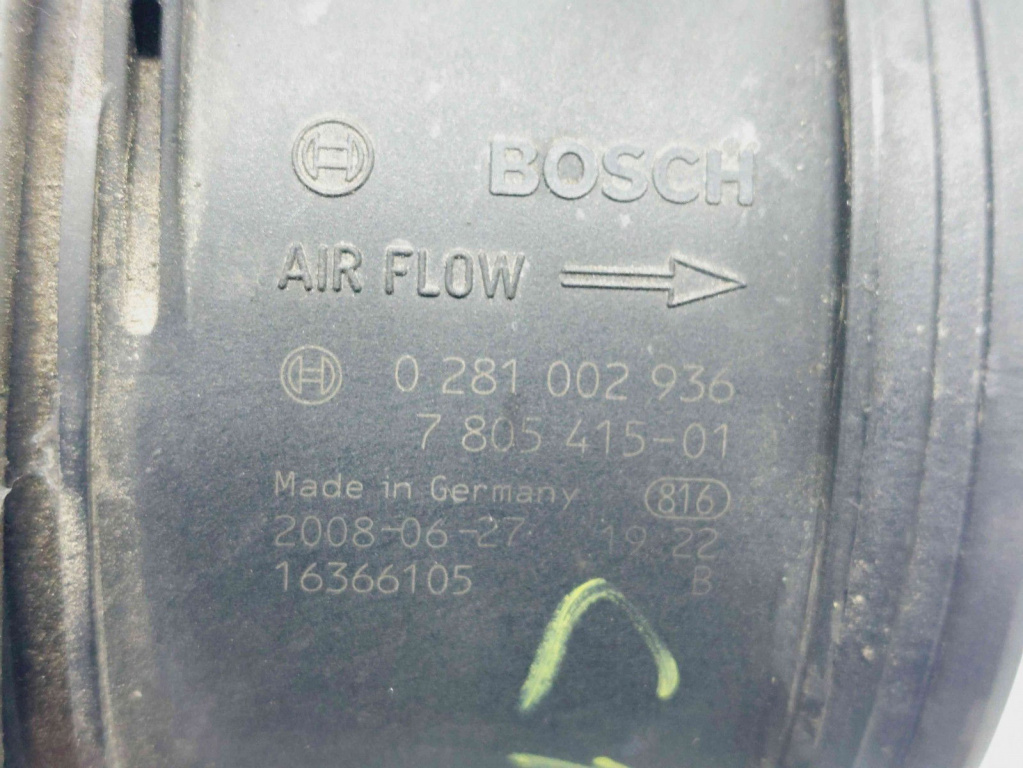 BOSCH
AIR FLOW
0 281 002 936
7 805 415-01
Made in Germany 816
2008-06-27 19 22
16366105 B